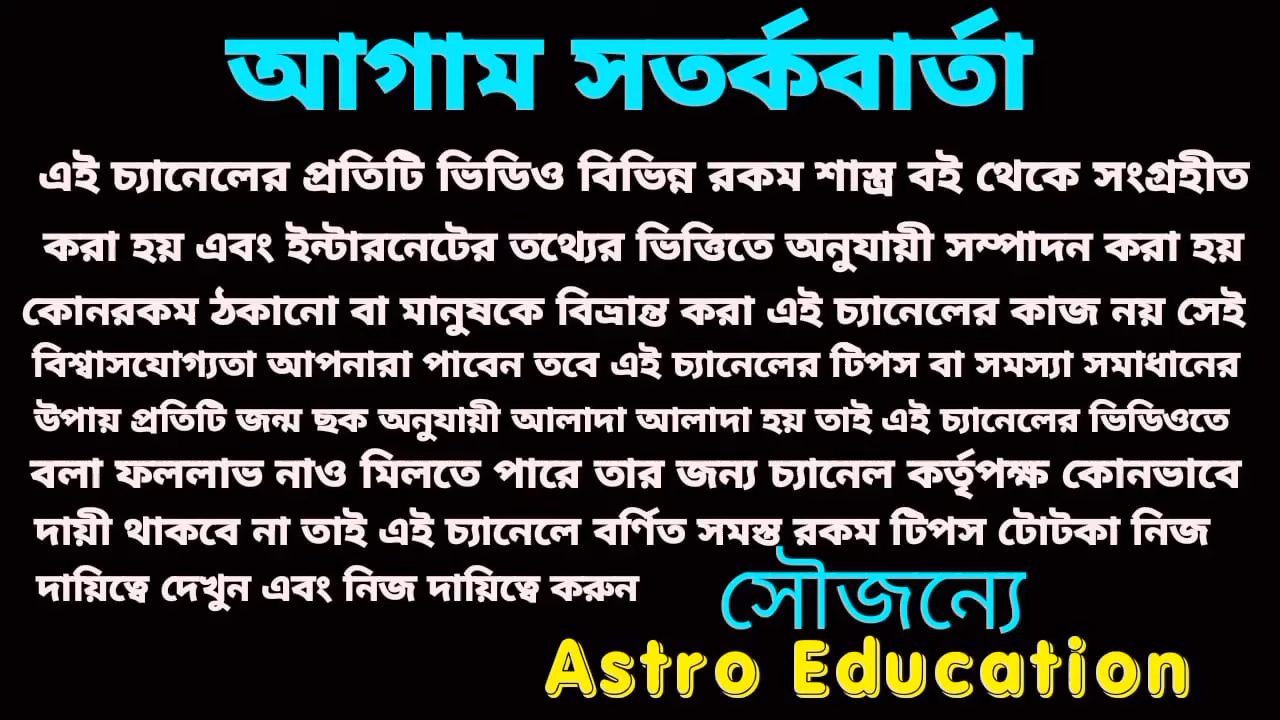 আগাম সতর্কবার্তা
এই চ্যানেলের প্রতিটি ভিডিও বিভিন্ন রকম শাস্ত্র বই থেকে সংগ্রহীত
করা হয় এবং ইন্টারনেটের তথ্যের ভিত্তিতে অনুযায়ী সম্পাদন করা হয়
কোনরকম ঠকানো বা মানুষকে বিভ্রান্ত করা এই চ্যানেলের কাজ নয় সেই
বিশ্বাসযোগ্যতা আপনারা পাবেন তবে এই চ্যানেলের টিপস বা সমস্যা সমাধানের
উপায় প্রতিটি জন্ম ছক অনুযায়ী আলাদা আলাদা হয় তাই এই চ্যানেলের ভিডিওতে
বলা ফললাভ নাও মিলতে পারে তার জন্য চ্যানেল কর্তৃপক্ষ কোনভাবে
দায়ী থাকবে না তাই এই চ্যানেলে বর্ণিত সমস্ত রকম টিপস টোটকা নিজ
দায়িত্বে দেখুন এবং নিজ দায়িত্বে করুন
সৌজন্যে
Astro Education